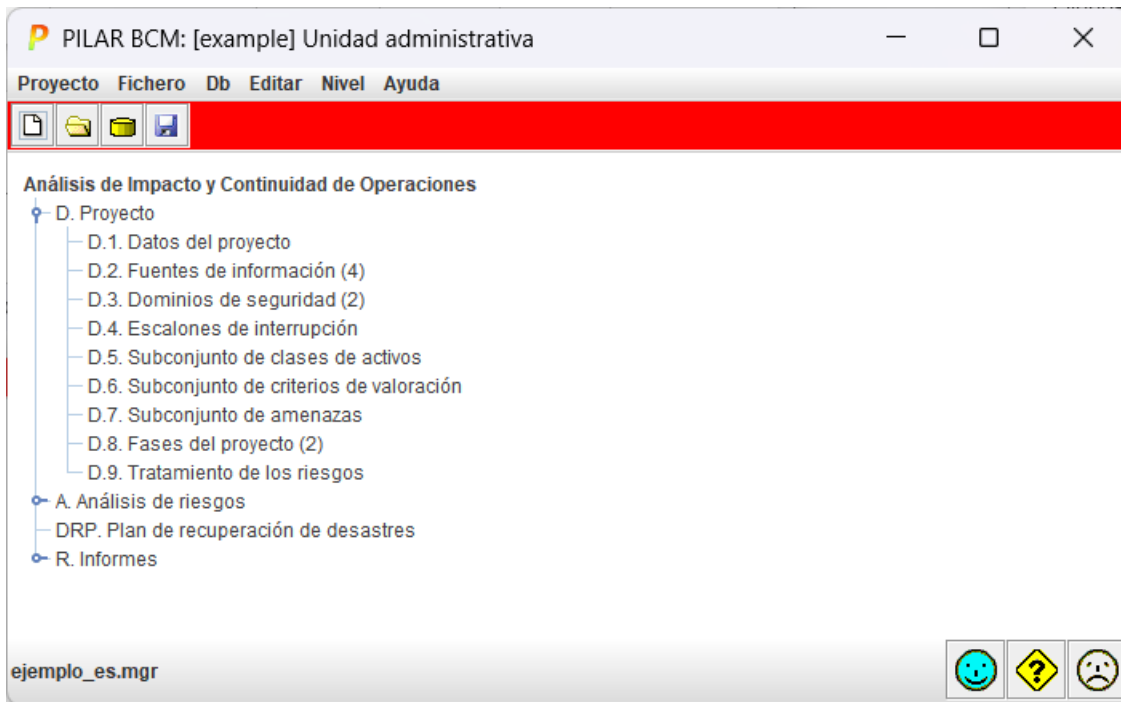 PILAR BCM: [example] Unidad administrativa
Proyecto Fichero Db Editar Nivel Ayuda
Análisis de Impacto y Continuidad de Operaciones
D. Proyecto
D.1. Datos del proyecto
D.2. Fuentes de información (4)
D.3. Dominios de seguridad (2)
D.4. Escalones de interrupción
D.5. Subconjunto de clases de activos
D.6. Subconjunto de criterios de valoración
D.7. Subconjunto de amenazas
D.8. Fases del proyecto (2)
D.9. Tratamiento de los riesgos
A. Análisis de riesgos
DRP. Plan de recuperación de desastres
R. Informes
ejemplo_es.mgr